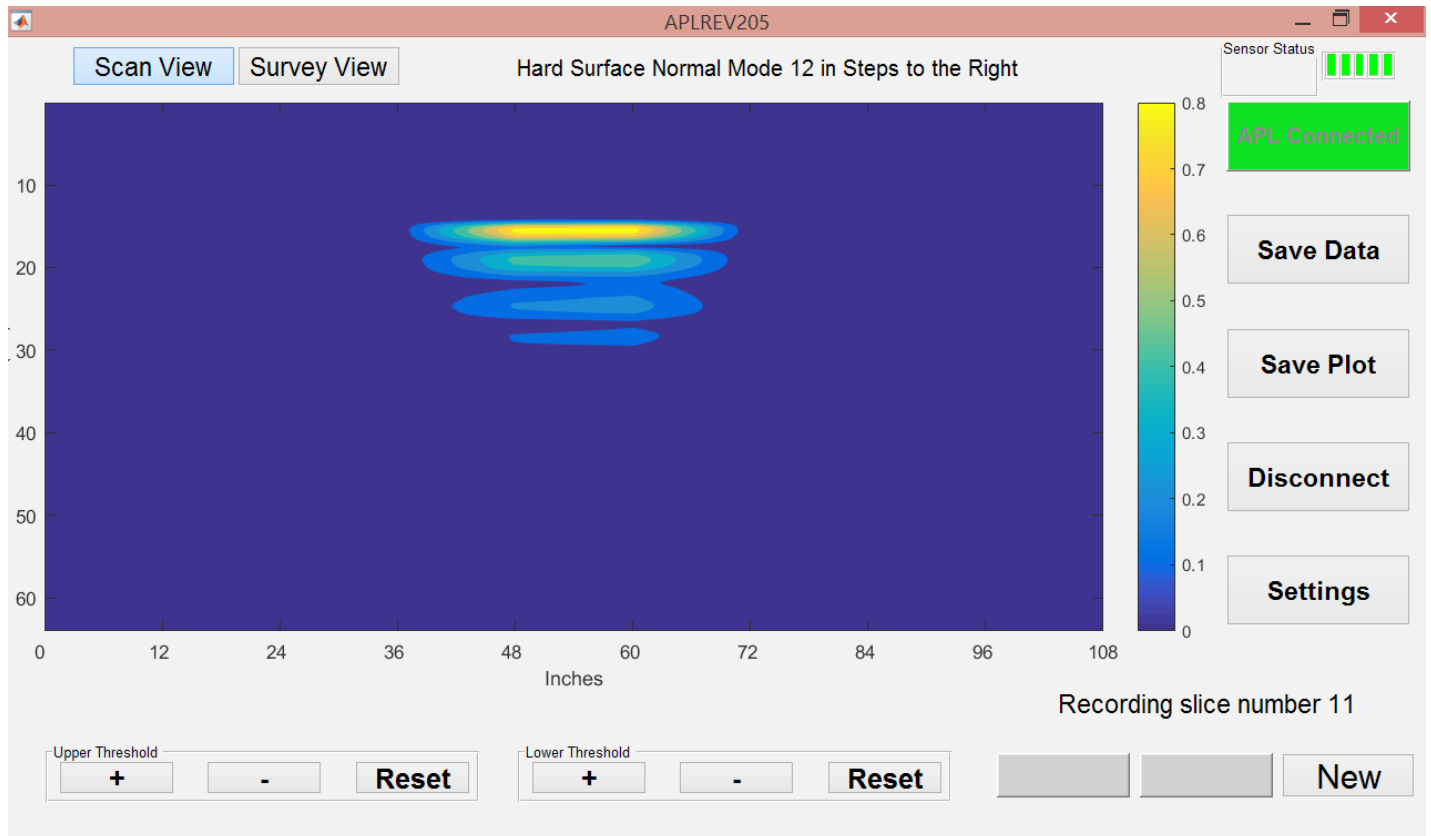 APLREV205
Scan View
Survey View
Hard Surface Normal Mode 12 in Steps to the Right
Sensor Status
APL Connected
Save Data
Save Plot
Disconnect
Settings
10
20
30
40
50
60
0 12 24 36 48 60 72 84 96 108
Inches
0.8
0.7
0.6
0.5
0.4
0.3
0.2
0.1
0
Recording slice number 11
Upper Threshold
+ - Reset
Lower Threshold
+ - Reset
New